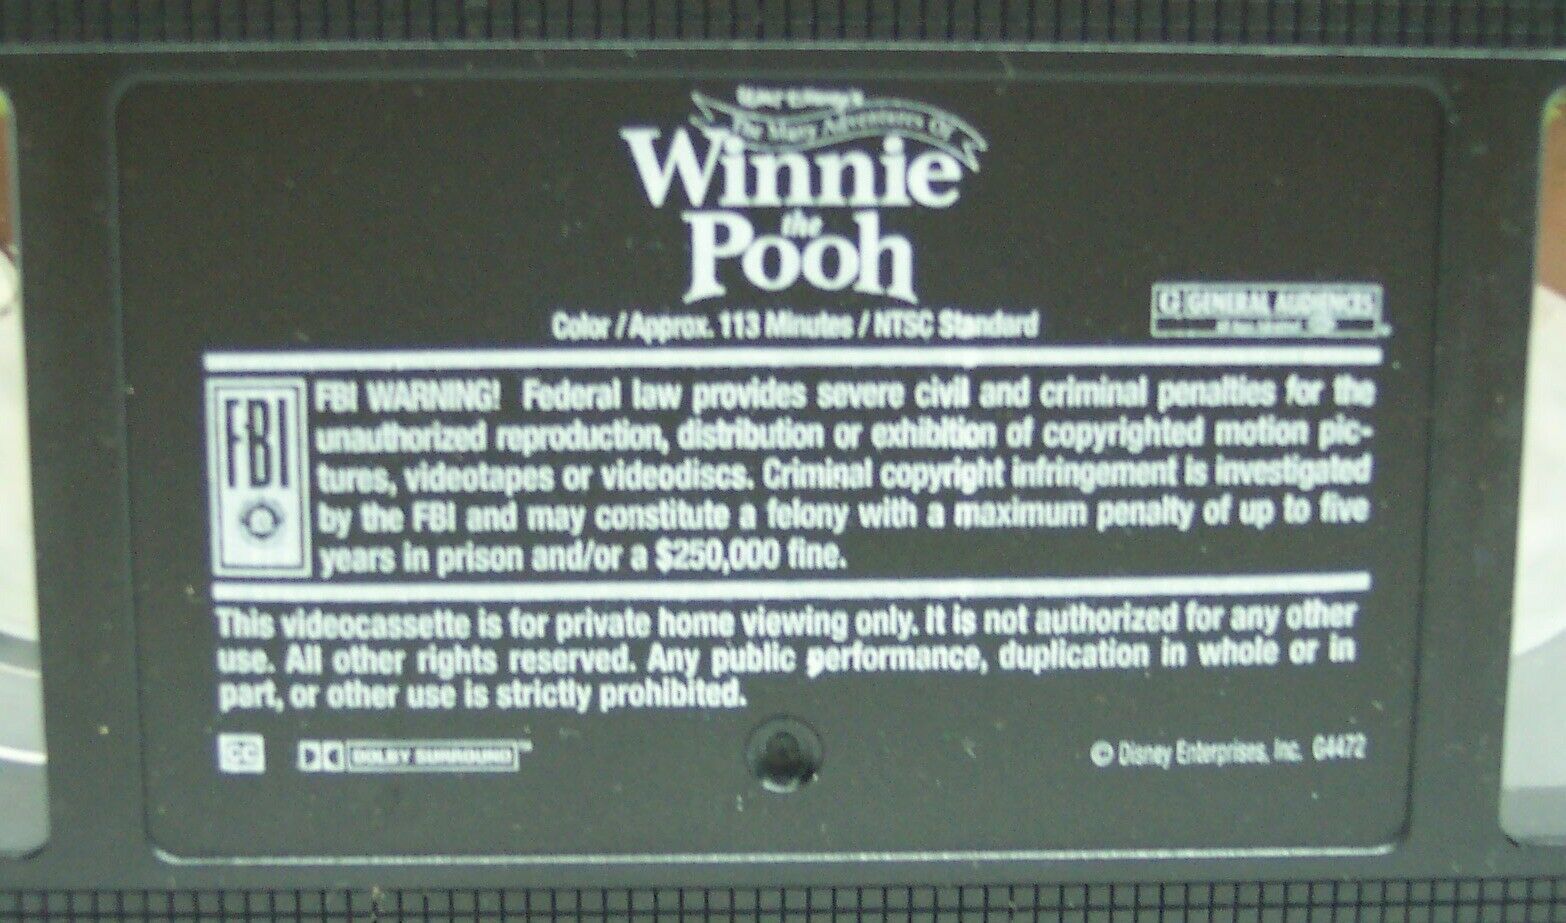 Walt Disney's
The Many Adventures Of
Winnie
the
Pooh
Color / Approx. 113 Minutes / NTSC Standard
G GENERAL AUDIENCES
FBI
FBI WARNING! Federal law provides severe civil and criminal penalties for the
unauthorized reproduction, distribution or exhibition of copyrighted motion pic-
tures, videotapes or videodiscs. Criminal copyright infringement is investigated
by the FBI and may constitute a felony with a maximum penalty of up to five
years in prison and/or a $250,000 fine.
This videocassette is for private home viewing only. It is not authorized for any other
use. All other rights reserved. Any public performance, duplication in whole or in
part, or other use is strictly prohibited.
CC
DOLBY SURROUND™
© Disney Enterprises, Inc. G4472